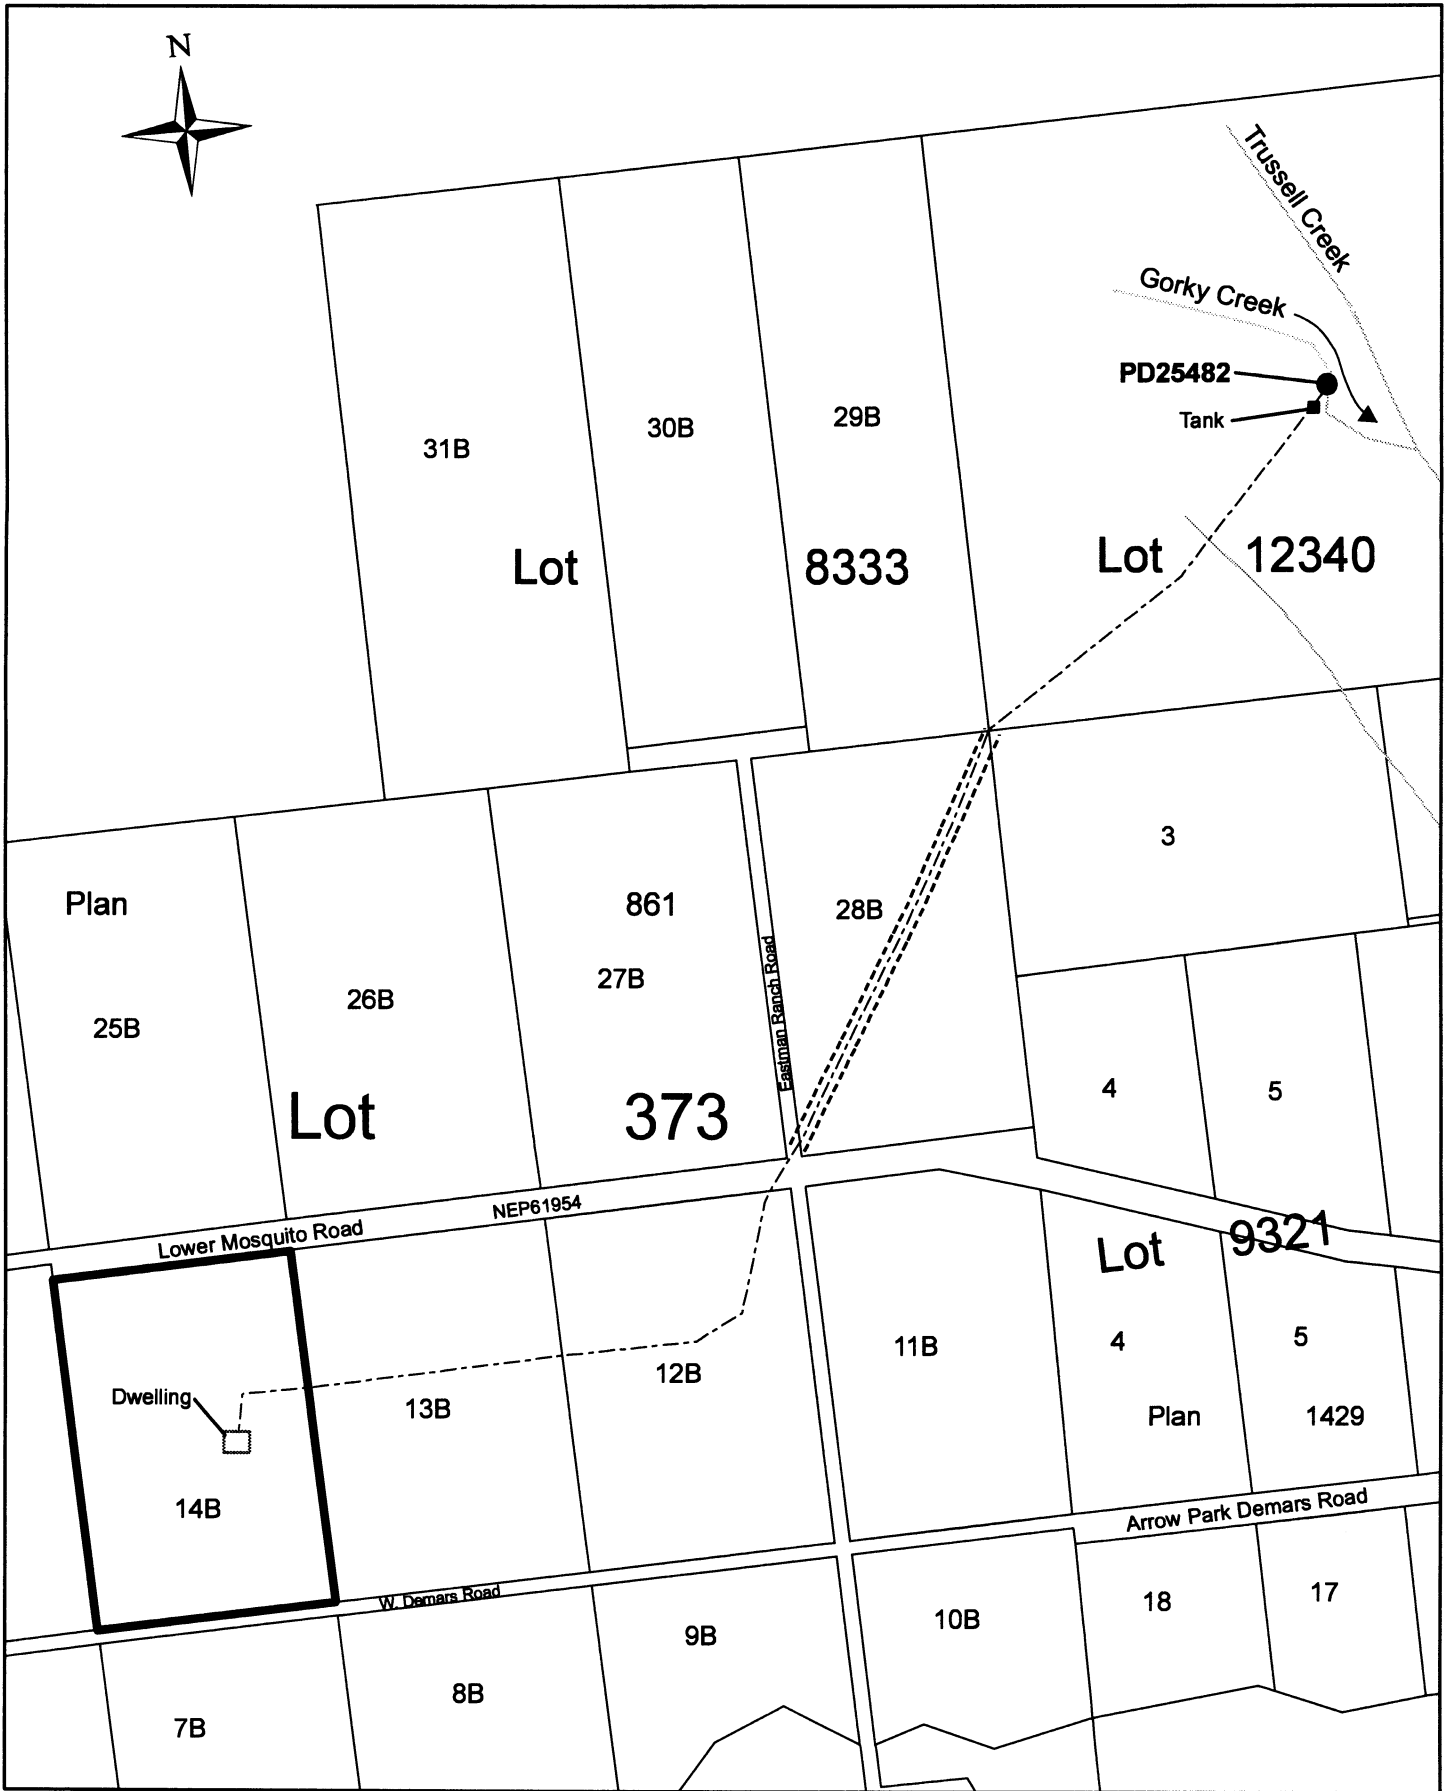 N
Trussell Creek
Gorky Creek
PD25482
Tank
31B
30B
29B
Lot 8333
Lot 12340
3
Plan 861
28B
27B
26B
25B
Eastman Ranch Road
4
5
Lot 373
NEP61954
Lower Mosquito Road
Lot 9321
4
5
11B
12B
13B
Dwelling
Plan 1429
14B
Arrow Park Demars Road
W. Demars Road
17
18
10B
9B
8B
7B